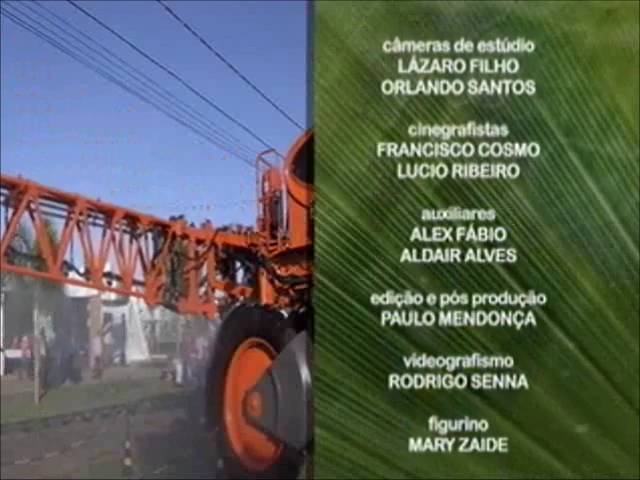 câmeras de estúdio
LÁZARO FILHO
ORLANDO SANTOS
cinegrafistas
FRANCISCO COSMO
LUCIO RIBEIRO
auxiliares
ALEX FÁBIO
ALDAIR ALVES
edição e pós produção
PAULO MENDONÇA
videografismo
RODRIGO SENNA
figurino
MARY ZAIDE